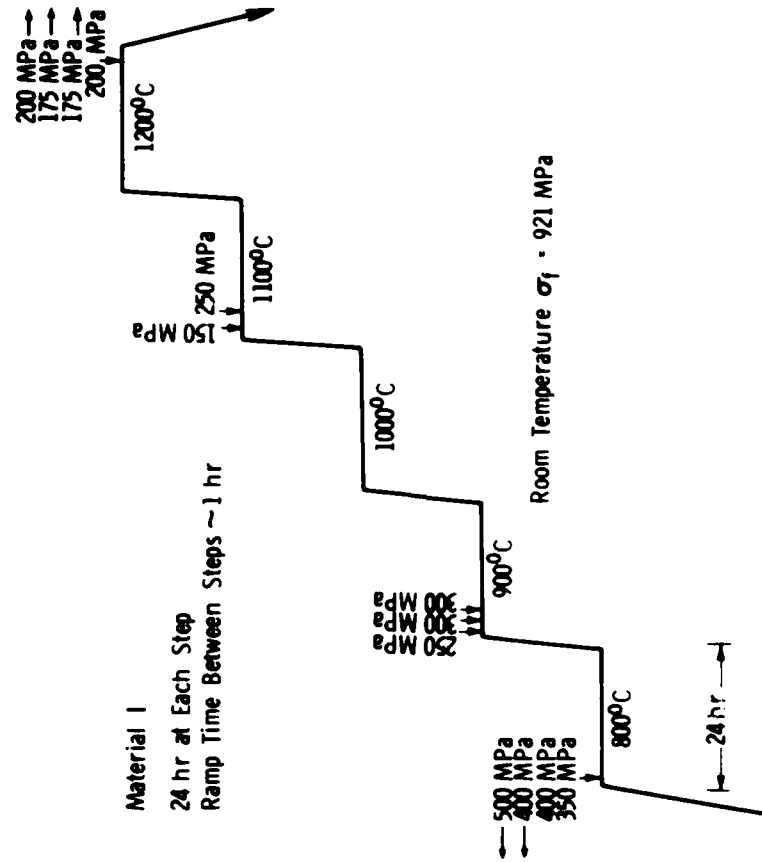 Material 1
24 hr at Each Step
Ramp Time Between Steps ~ 1 hr
500 MPa
400 MPa
400 MPa
350 MPa
800°C
24 hr
250 MPa
300 MPa
300 MPa
900°C
1000°C
150 MPa
250 MPa
1100°C
200 MPa
175 MPa
175 MPa
200 MPa
1200°C
Room Temperature σf = 921 MPa